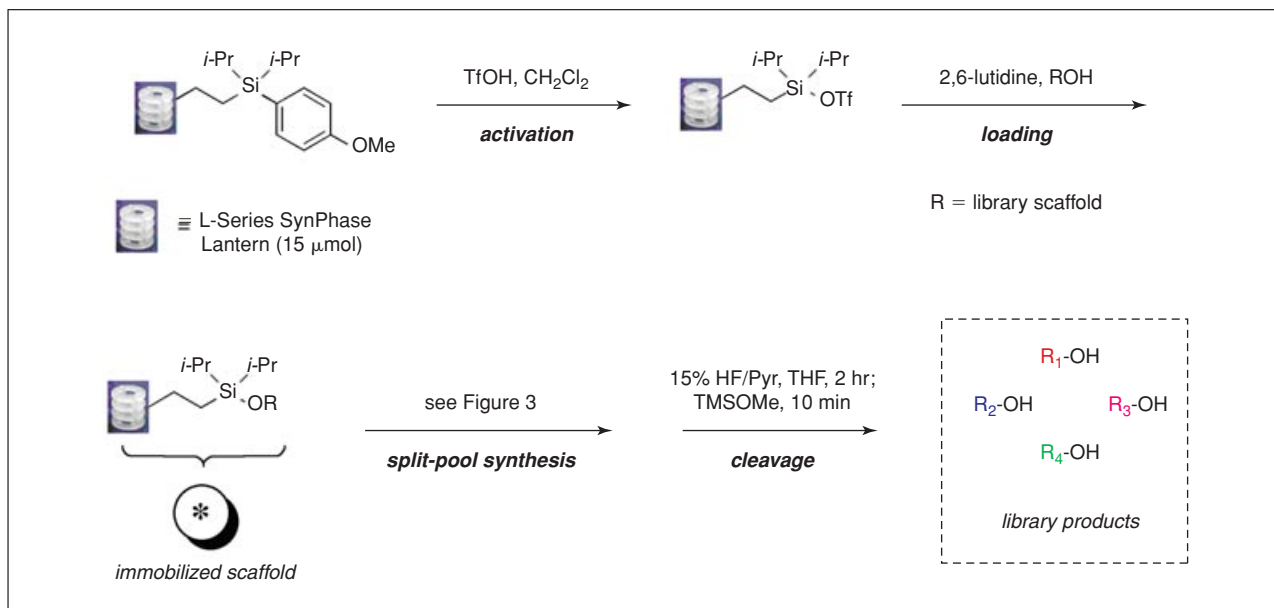 i-Pr i-Pr
Si
OMe
TfOH, CH2Cl2
activation
i-Pr i-Pr
Si
OTf
2,6-lutidine, ROH
loading
≡ L-Series SynPhase
Lantern (15 μmol)
R = library scaffold
i-Pr i-Pr
Si
OR
*
immobilized scaffold
see Figure 3
split-pool synthesis
15% HF/Pyr, THF, 2 hr;
TMSOMe, 10 min
cleavage
R1-OH
R2-OH R3-OH
R4-OH
library products